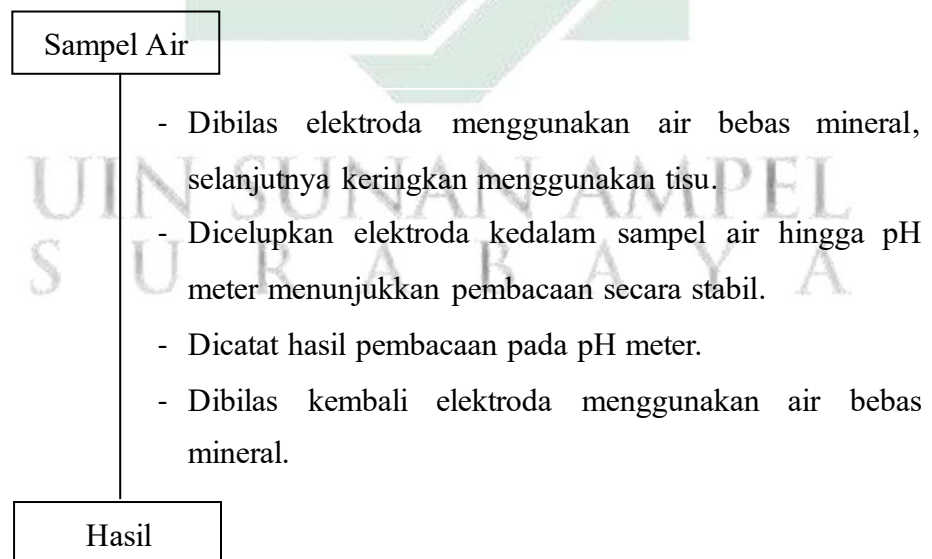 Sampel Air
- Dibilas elektroda menggunakan air bebas mineral,
selanjutnya keringkan menggunakan tisu.
UIN SUNAN AMPEL
- Dicelupkan elektroda kedalam sampel air hingga pH
S U R A B A Y A
meter menunjukkan pembacaan secara stabil.
- Dicatat hasil pembacaan pada pH meter.
- Dibilas kembali elektroda menggunakan air bebas
mineral.
Hasil